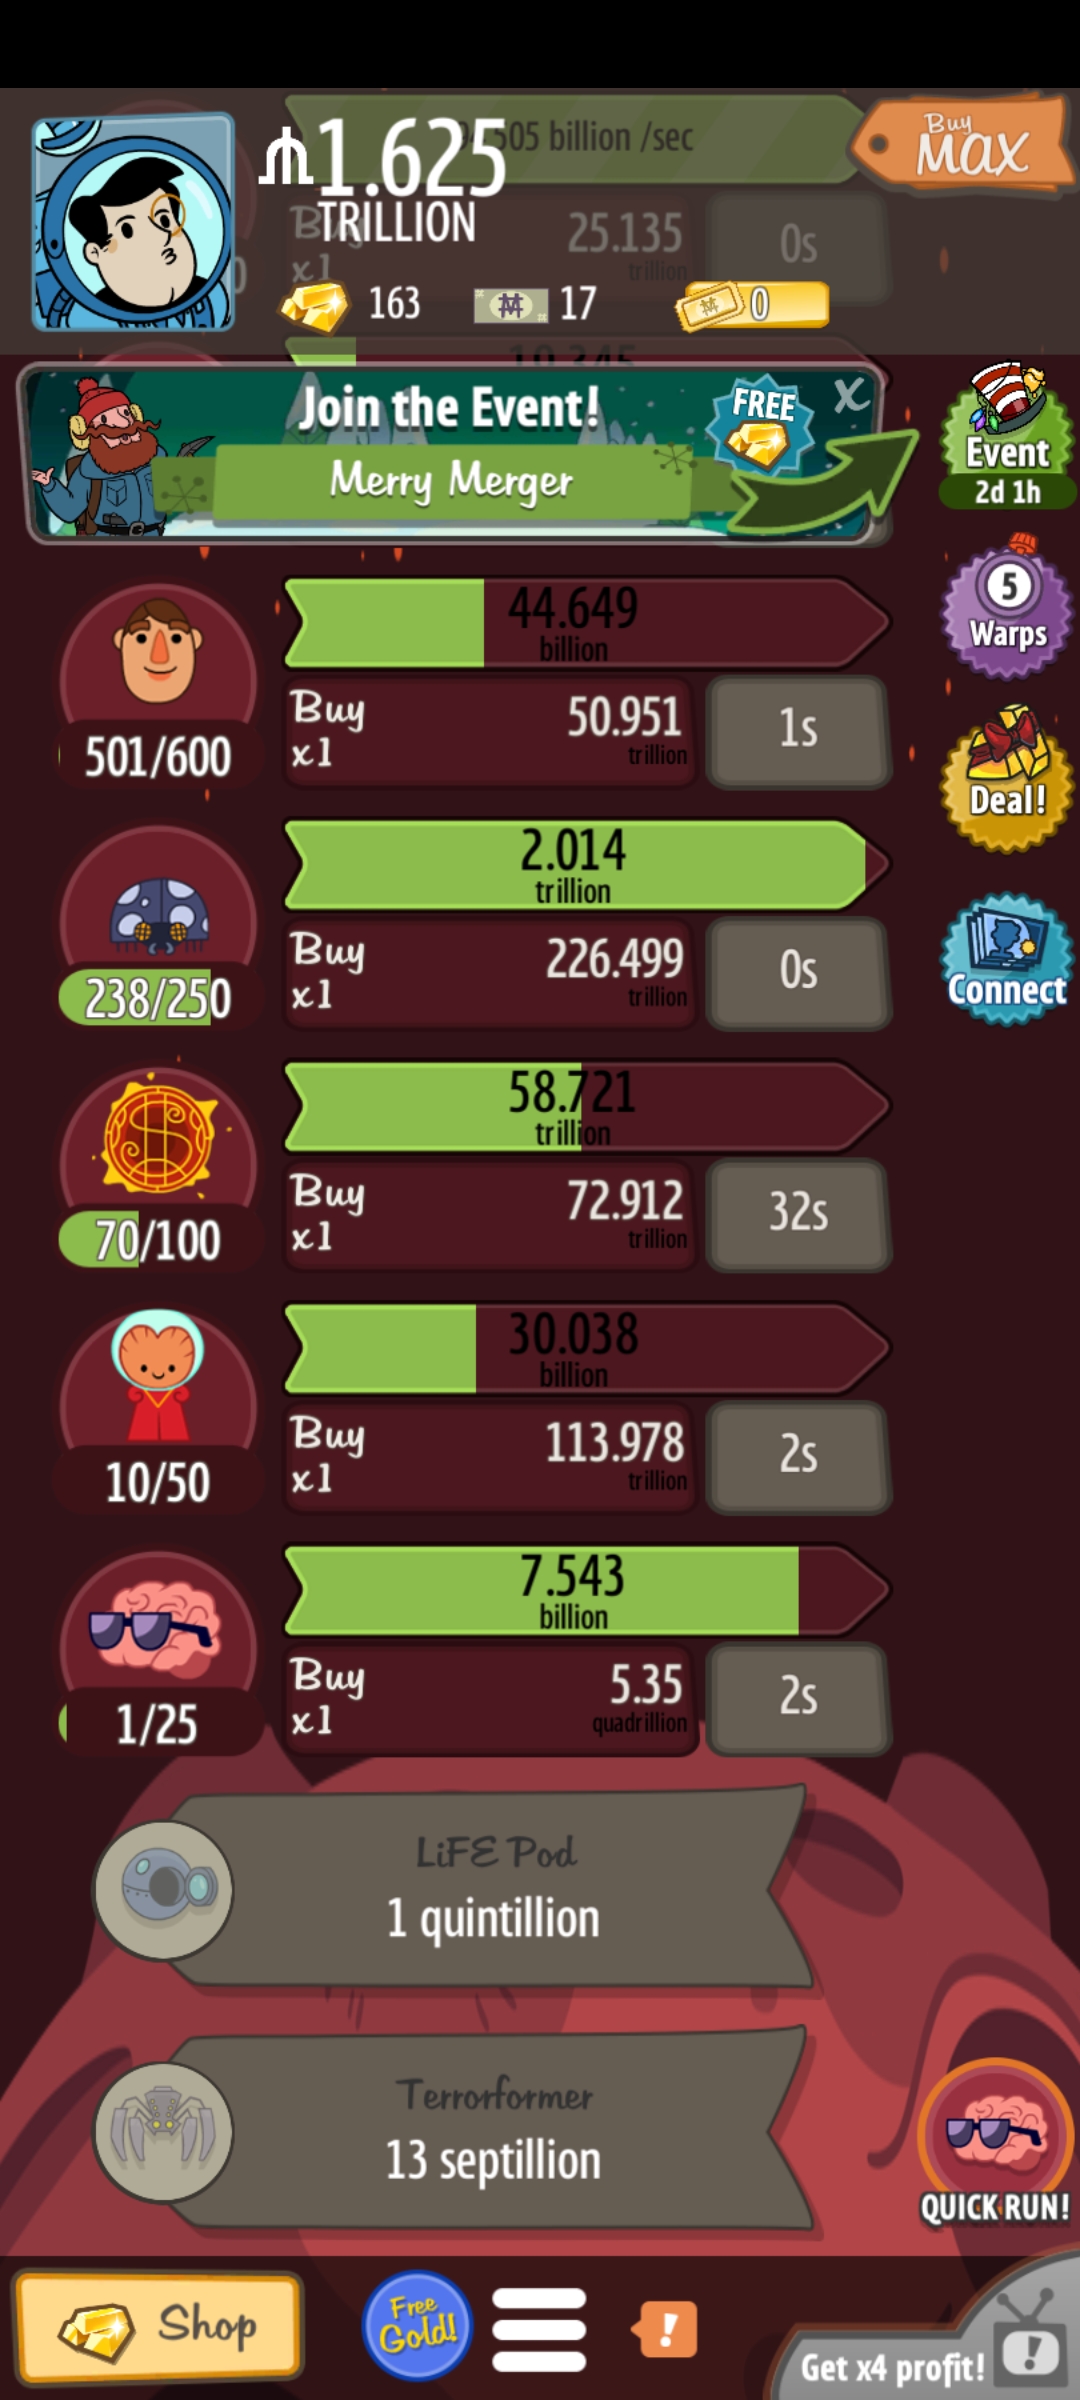 505 billion /sec
Buy
MAX
1.625
TRILLION
Buy
x1
25.135
trillion
0s
163
17
0
10.345
Join the Event!
FREE
X
Merry Merger
Event
2d 1h
44.649
billion
5
Warps
501/600
Buy
x1
50.951
trillion
1s
Deal!
2.014
trillion
238/250
Buy
x1
226.499
trillion
0s
Connect
58.721
trillion
70/100
Buy
x1
72.912
trillion
32s
30.038
billion
10/50
Buy
x1
113.978
trillion
2s
7.543
billion
1/25
Buy
x1
5.35
quadrillion
2s
LiFE Pod
1 quintillion
Terrorformer
13 septillion
QUICK RUN!
Shop
Free
Gold!
!
Get x4 profit!
!